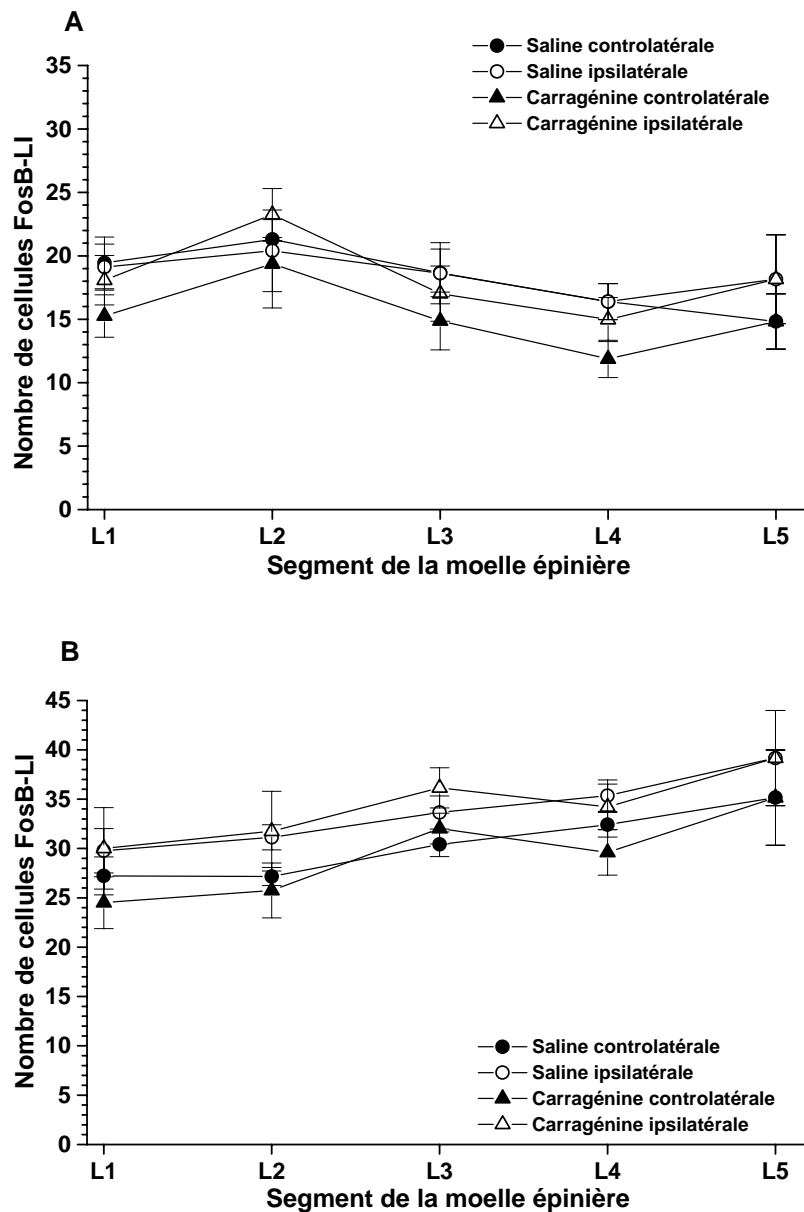 A
Saline controlatérale
Saline ipsilatérale
Carragénine controlatérale
Carragénine ipsilatérale
35
30
25
20
15
10
5
0
Nombre de cellules FosB-LI
L1 L2 L3 L4 L5
Segment de la moelle épinière
B
45
40
35
30
25
20
15
10
5
0
Nombre de cellules FosB-LI
Saline controlatérale
Saline ipsilatérale
Carragénine controlatérale
Carragénine ipsilatérale
L1 L2 L3 L4 L5
Segment de la moelle épinière